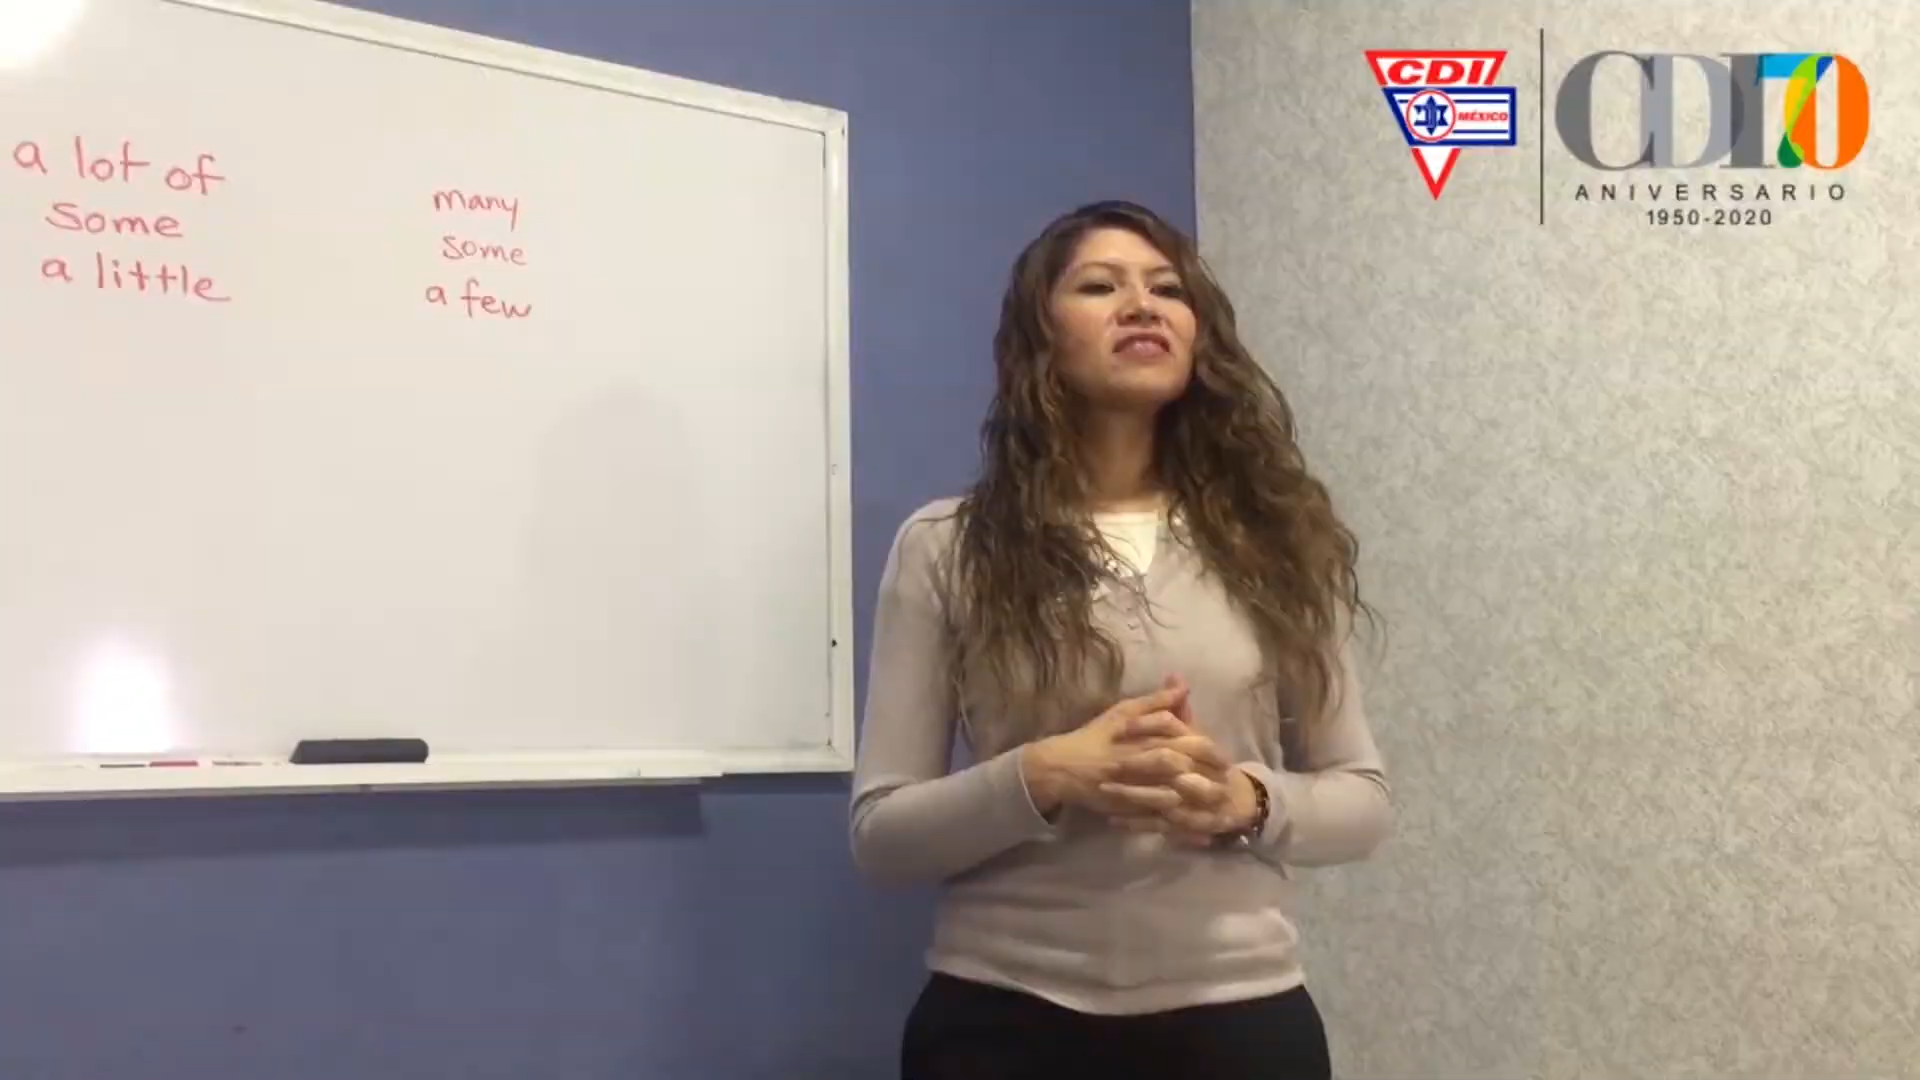 a lot of
some
a little
many
some
a few
CDI
MÉXICO
CDI70
ANIVERSARIO
1950-2020